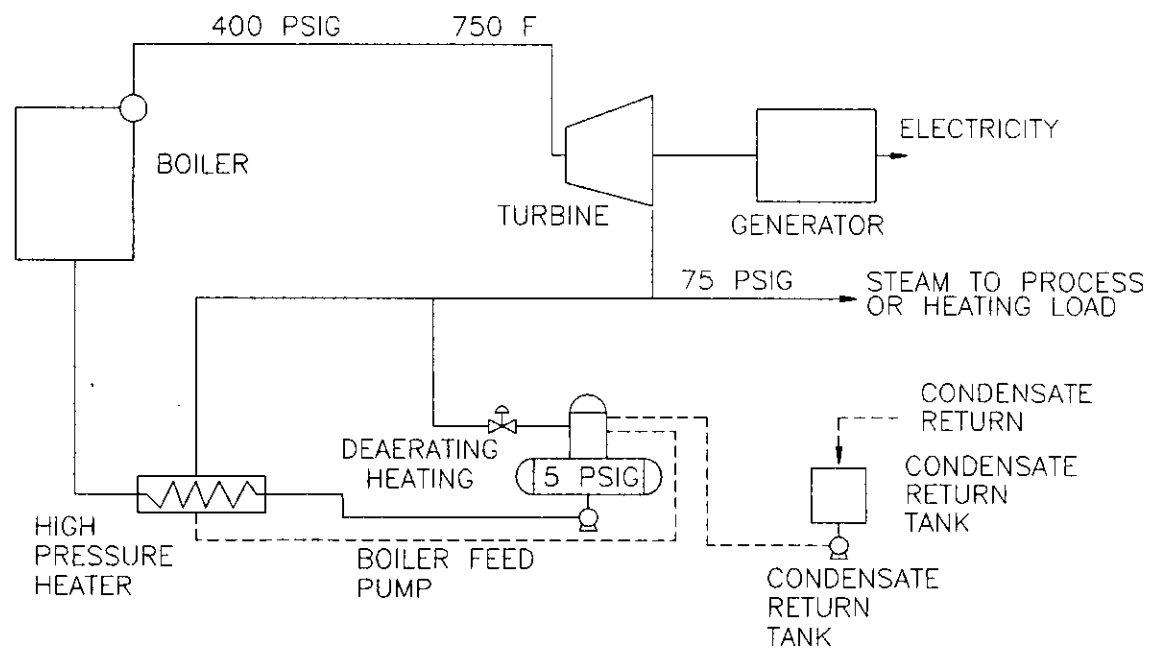 400 PSIG 750 F
BOILER
TURBINE
GENERATOR
ELECTRICITY
75 PSIG
STEAM TO PROCESS
OR HEATING LOAD
DEAERATING
HEATING
5 PSIG
CONDENSATE
RETURN
CONDENSATE
RETURN
TANK
HIGH
PRESSURE
HEATER
BOILER FEED
PUMP
CONDENSATE
RETURN
TANK